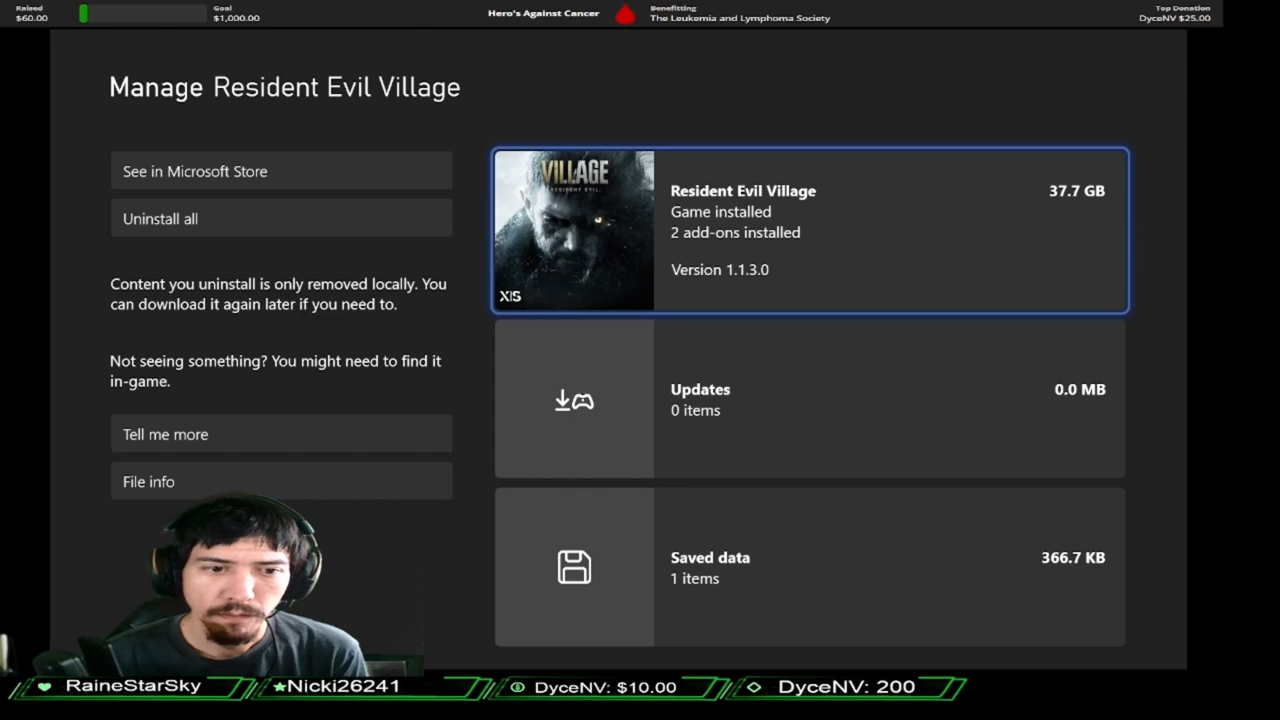 Raised
$60.00
Goal
$1,000.00
Hero's Against Cancer
Benefitting
The Leukemia and Lymphoma Society
Top Donation
DyceNV $25.00
Manage Resident Evil Village
See in Microsoft Store
Uninstall all
Content you uninstall is only removed locally. You
can download it again later if you need to.
Not seeing something? You might need to find it
in-game.
Tell me more
File info
VILLAGE
RESIDENT EVIL
X|S
Resident Evil Village
37.7 GB
Game installed
2 add-ons installed
Version 1.1.3.0
Updates
0.0 MB
0 items
Saved data
366.7 KB
1 items
RaineStarSky
Nicki26241
DyceNV: $10.00
DyceNV: 200